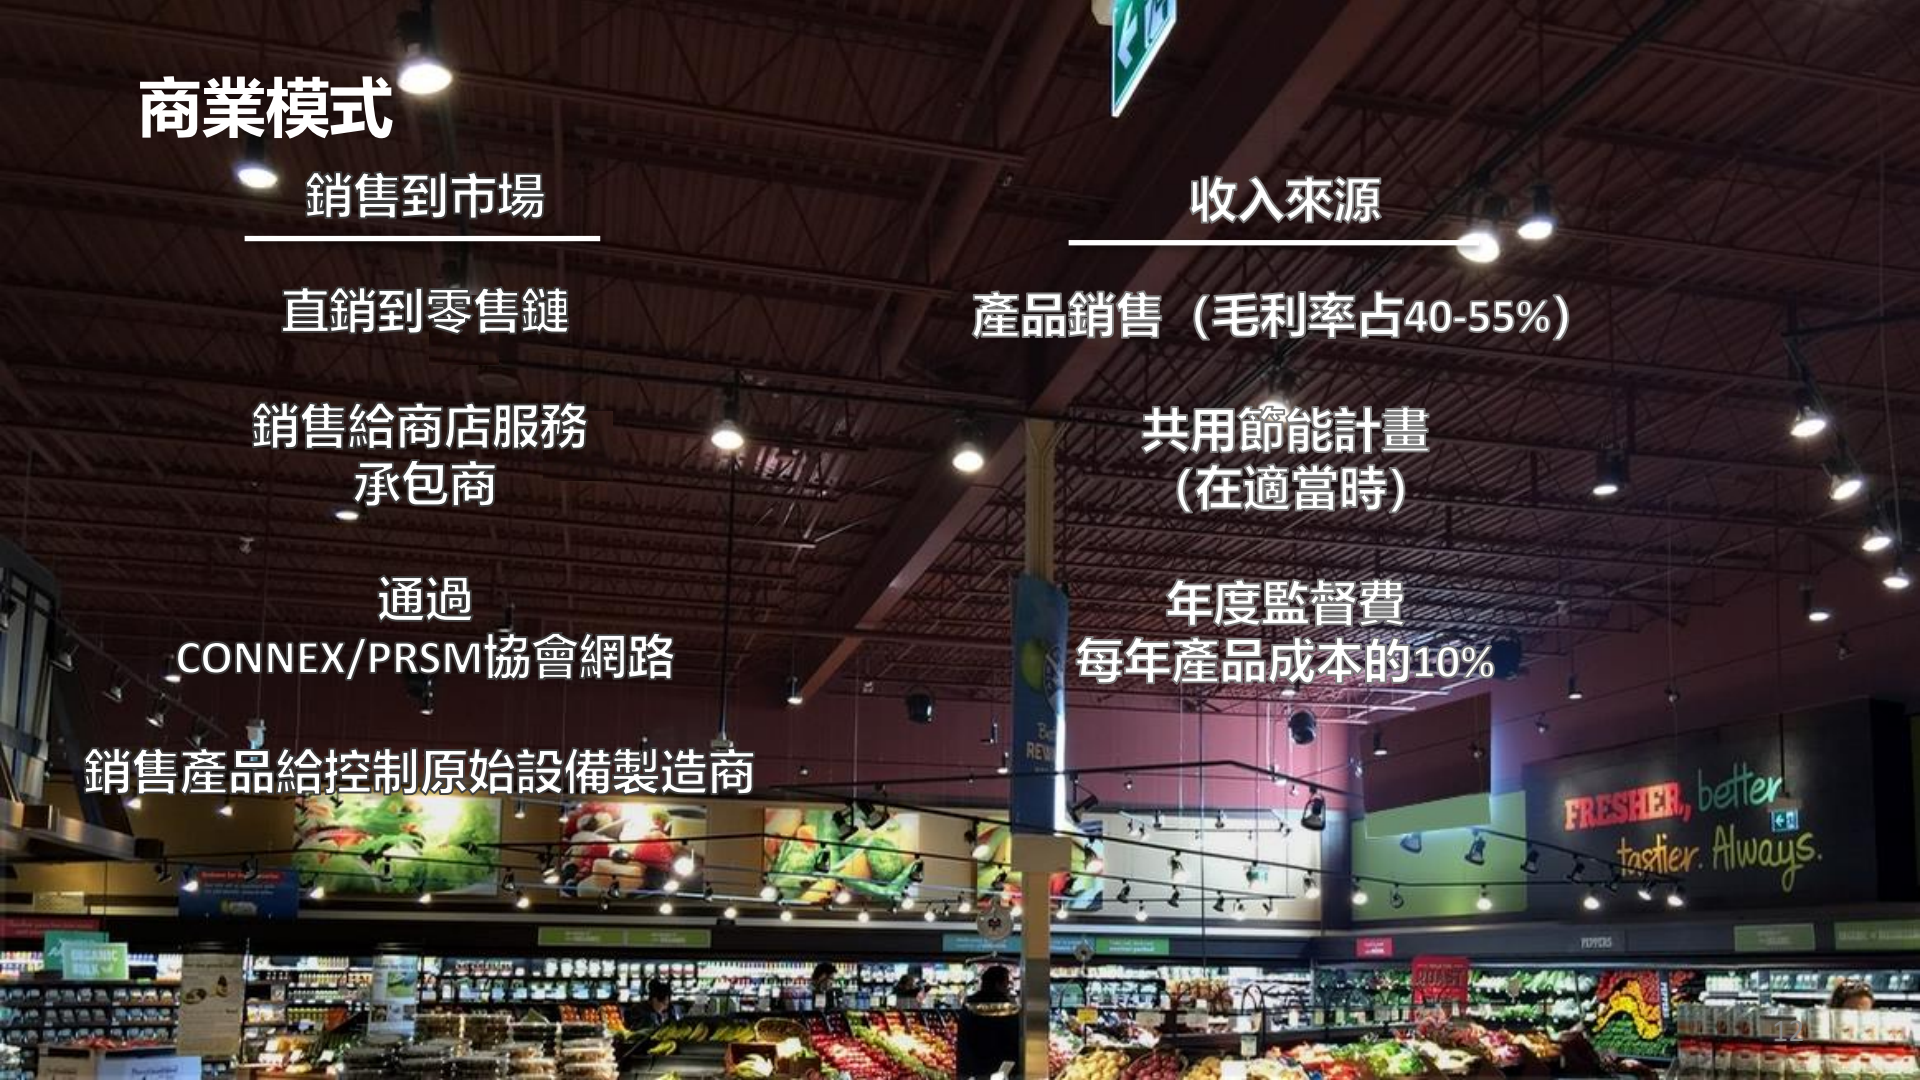 商業模式
銷售到市場
直銷到零售鏈
銷售給商店服務
承包商
通過
CONNEX/PRSM協會網路
銷售產品給控制原始設備製造商
收入來源
產品銷售（毛利率占40-55%）
共用節能計畫
（在適當時）
年度監督費
每年產品成本的10%
FRESHER, better
tastier. Always.
PEPPERS
ORGANIC
BULK
12